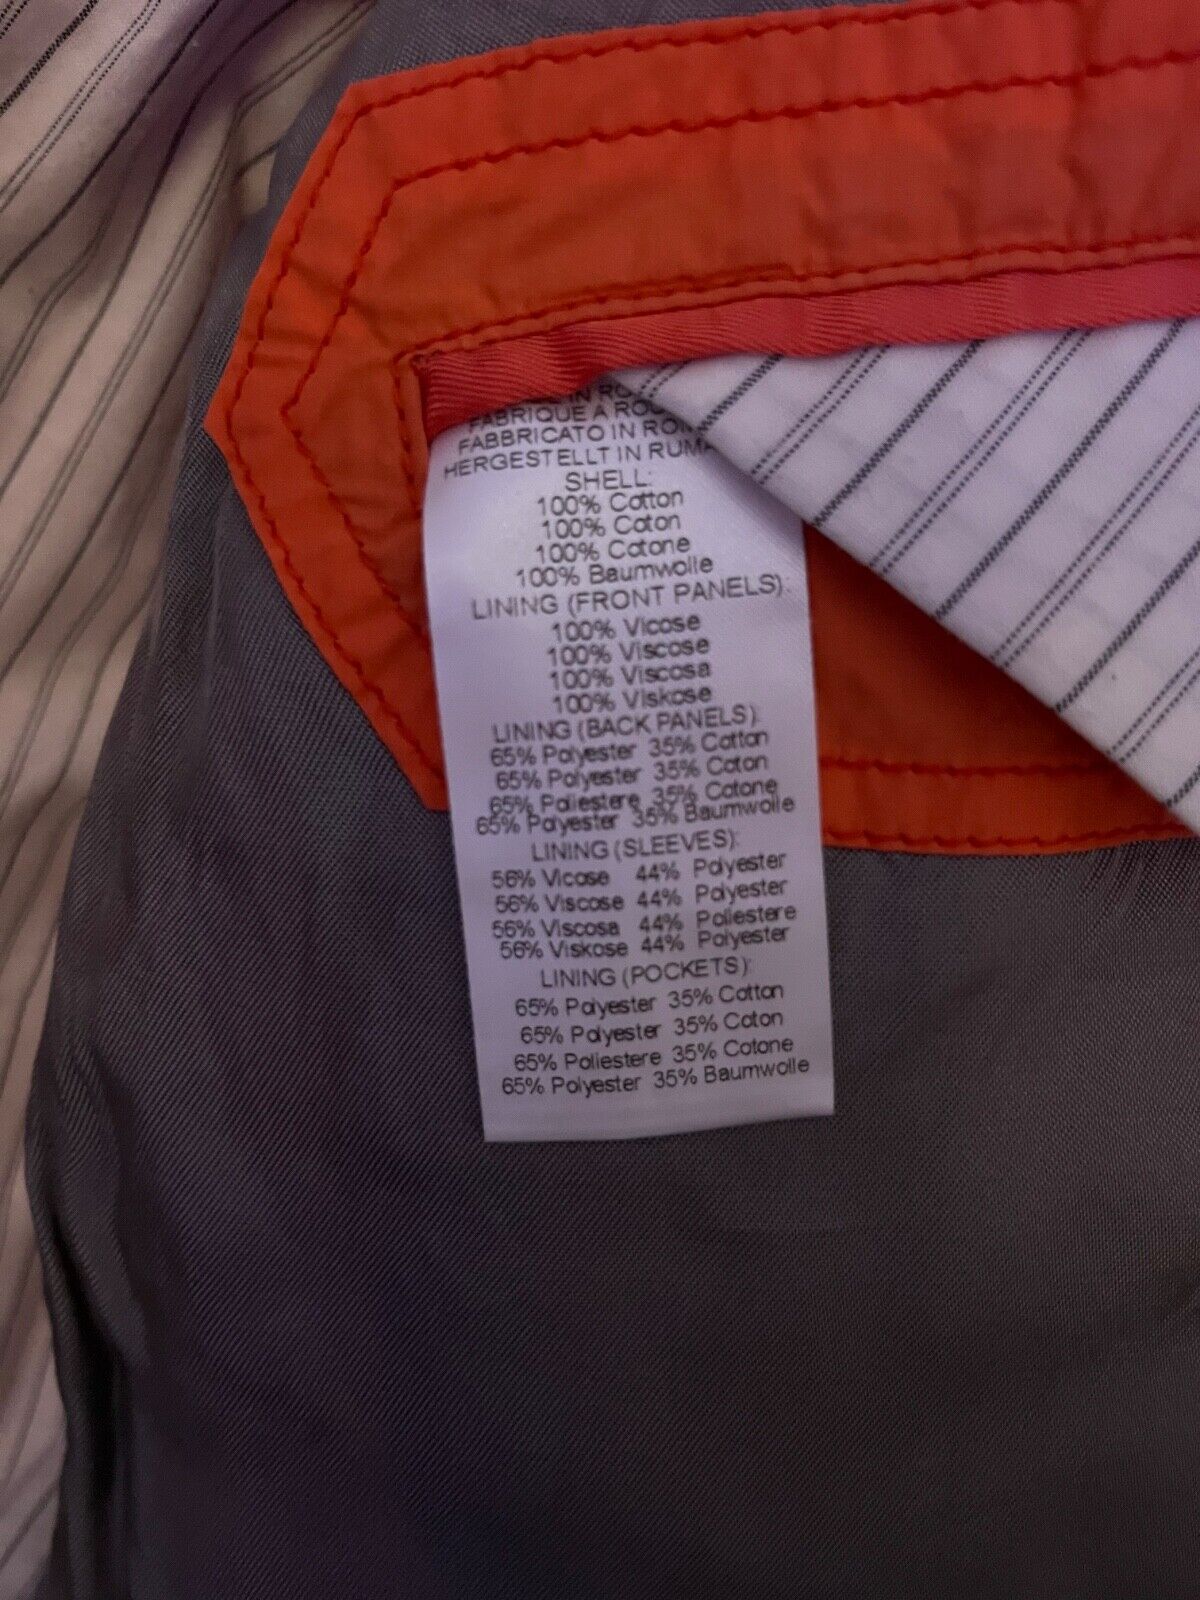 IN RO
FABRIQUE A ROU
FABBRICATO IN ROM
HERGESTELLT IN RUMA
SHELL:
100% Cotton
100% Coton
100% Cotone
100% Baumwolle
LINING (FRONT PANELS):
100% Vicose
100% Viscose
100% Viscosa
100% Viskose
LINING (BACK PANELS):
65% Polyester 35% Cotton
65% Polyester 35% Coton
65% Poliestere 35% Cotone
65% Polyester 35% Baumwolle
LINING (SLEEVES):
56% Vicose 44% Polyester
56% Viscose 44% Polyester
56% Viscosa 44% Poliestere
56% Viskose 44% Polyester
LINING (POCKETS):
65% Polyester 35% Cotton
65% Polyester 35% Coton
65% Poliestere 35% Cotone
65% Polyester 35% Baumwolle